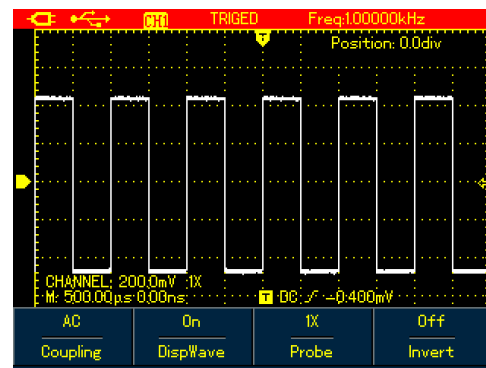 CH1 TRIGED Freq:1.00000kHz
T
Position: 0.0div
CHANNEL: 200.0mV 1X
M: 500.00μs 0.00ns T DC -0.400mV
AC On 1X Off
Coupling DispWave Probe Invert